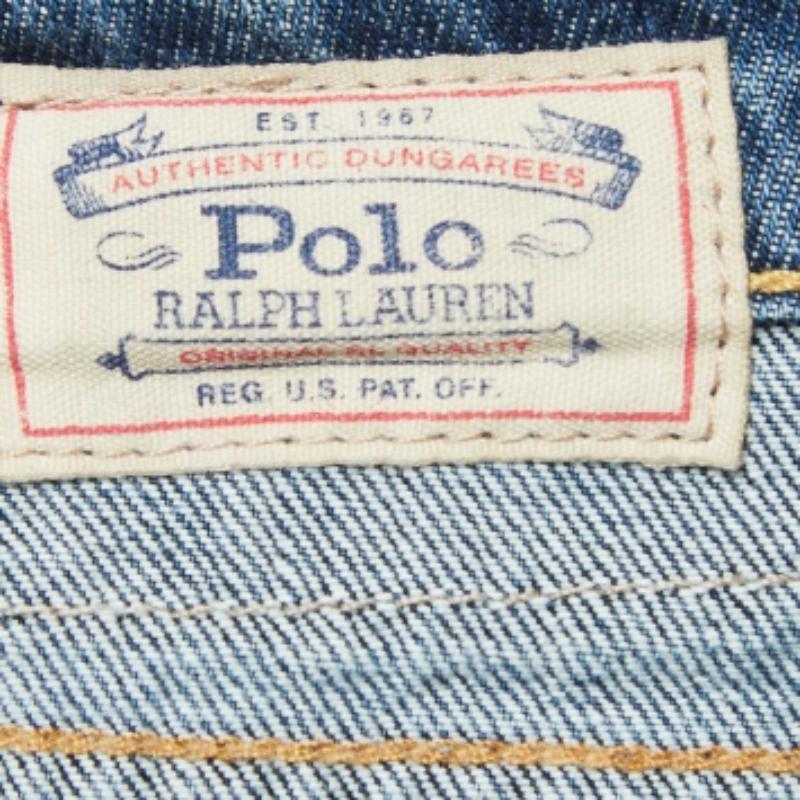 EST. 1967
AUTHENTIC DUNGAREES
Polo
RALPH LAUREN
ORIGINAL RL QUALITY
REG. U.S. PAT. OFF.